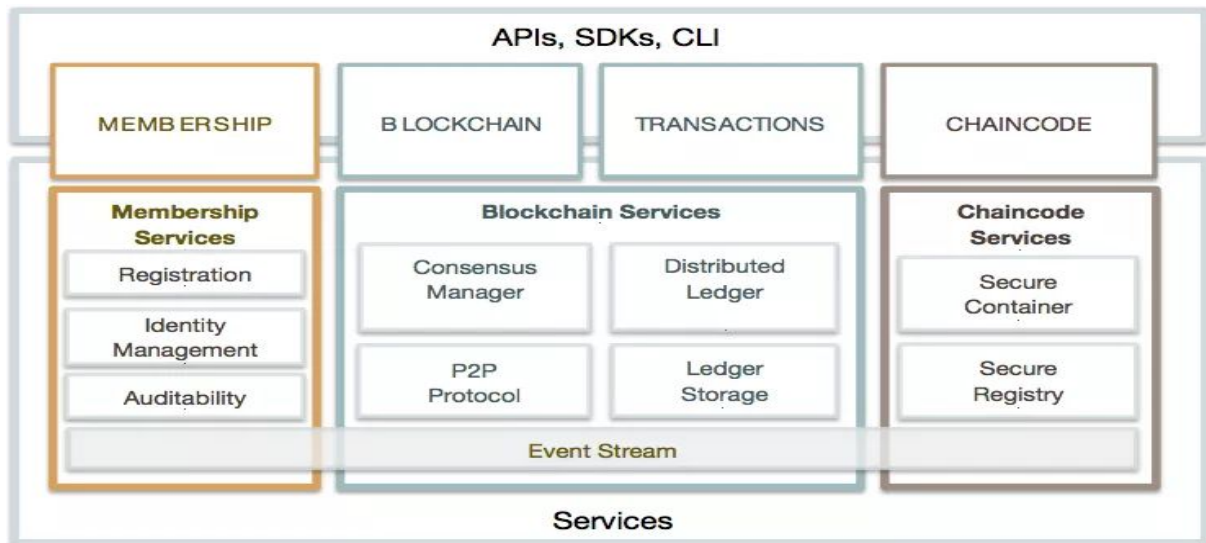 APIs, SDKs, CLI
MEMBERSHIP
BLOCKCHAIN
TRANSACTIONS
CHAINCODE
Membership
Services
Registration
Identity
Management
Auditability
Blockchain Services
Consensus
Manager
Distributed
Ledger
P2P
Protocol
Ledger
Storage
Chaincode
Services
Secure
Container
Secure
Registry
Event Stream
Services